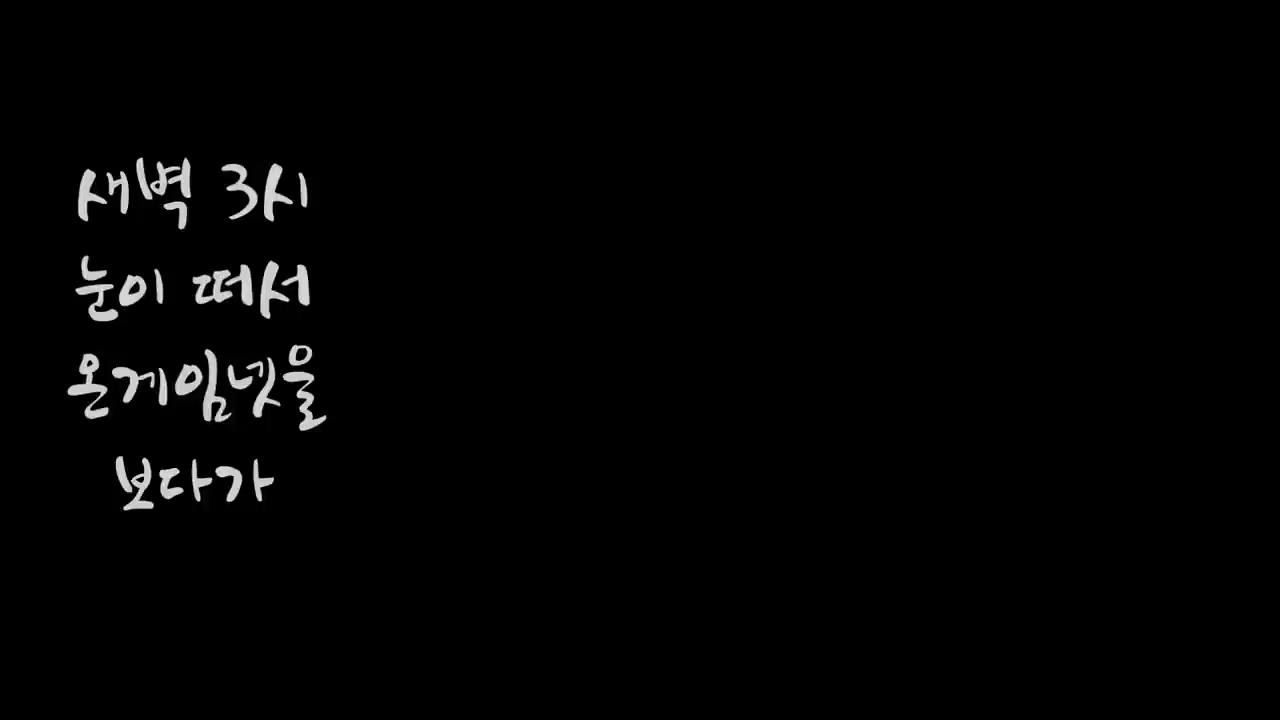 새벽 3시
눈이 떠서
온게임넷을
보다가